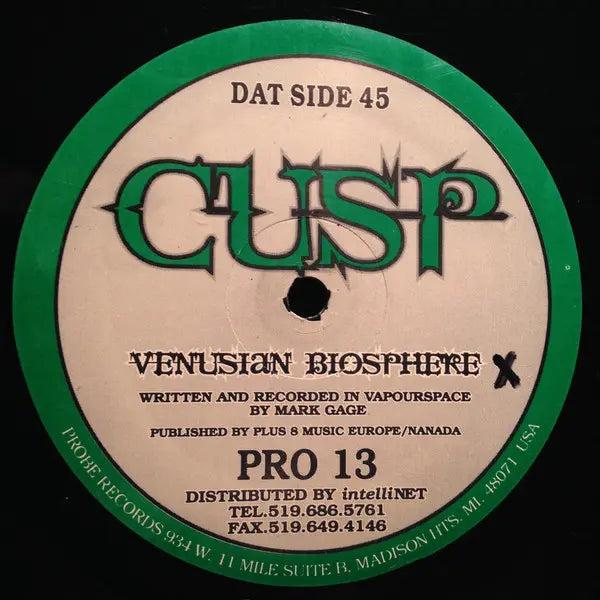 DAT SIDE 45
CUSP
VENUSIAN BIOSPHERE X
WRITTEN AND RECORDED IN VAPOURSPACE
BY MARK GAGE
PUBLISHED BY PLUS 8 MUSIC EUROPE/NANADA
PRO 13
DISTRIBUTED BY intelliNET
TEL.519.686.5761
FAX.519.649.4146
PROBE RECORDS 934 W. 11 MILE SUITE B. MADISON HTS. MI. 48071 USA